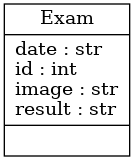 Exam
date : str
id : int
image : str
result : str